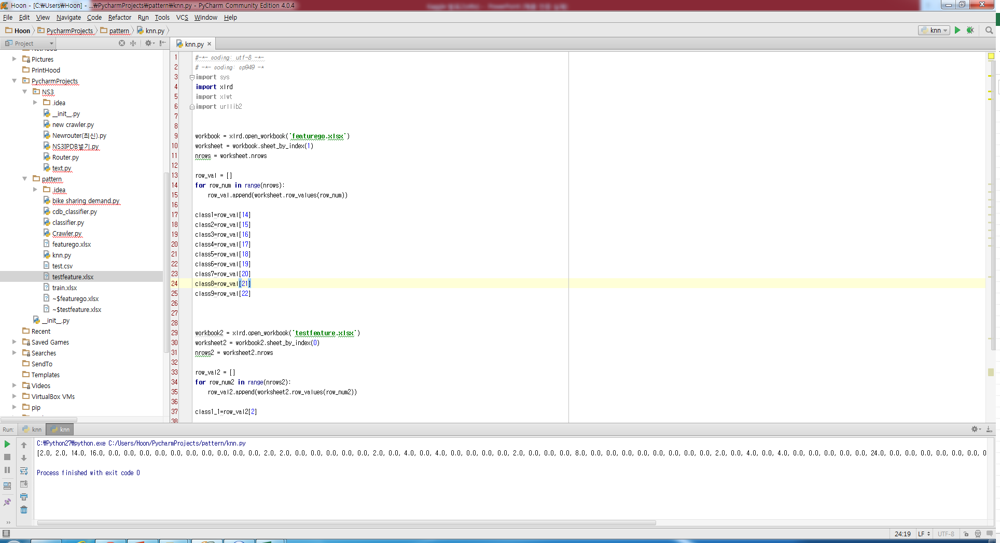 Hoon - [C:\Users\Hoon] - ...\PycharmProjects\pattern\knn.py - PyCharm Community Edition 4.0.4
File Edit View Navigate Code Refactor Run Tools VCS Window Help
Hoon PycharmProjects pattern knn.py
knn
Project
knn.py
NetHood
Pictures
PrintHood
PycharmProjects
NS3
.idea
__init__.py
new crawler.py
Newrouter(최신).py
NS3IPDB넣기.py
Router.py
text.py
pattern
.idea
bike sharing demand.py
cdb_classifier.py
classifier.py
Crawler.py
featurego.xlsx
knn.py
test.csv
testfeature.xlsx
train.xlsx
~$featurego.xlsx
~$testfeature.xlsx
__init__.py
Recent
Saved Games
Searches
SendTo
Templates
Videos
VirtualBox VMs
pip
1 #-*- coding: utf-8 -*-
2 # -*- coding: cp949 -*
3 import sys
4 import xlrd
5 import xlwt
6 import urllib2
7
8
9 workbook = xlrd.open_workbook('featurego.xlsx')
10 worksheet = workbook.sheet_by_index(1)
11 nrows = worksheet.nrows
12
13 row_val = []
14 for row_num in range(nrows):
15 row_val.append(worksheet.row_values(row_num))
16
17 class1=row_val[14]
18 class2=row_val[15]
19 class3=row_val[16]
20 class4=row_val[17]
21 class5=row_val[18]
22 class6=row_val[19]
23 class7=row_val[20]
24 class8=row_val[21]
25 class9=row_val[22]
26
27
28
29 workbook2 = xlrd.open_workbook('testfeature.xlsx')
30 worksheet2 = workbook2.sheet_by_index(0)
31 nrows2 = worksheet2.nrows
32
33 row_val2 = []
34 for row_num2 in range(nrows2):
35 row_val2.append(worksheet2.row_values(row_num2))
36
37 class1_1=row_val2[2]
38
Run: knn knn
C:\Python27\python.exe C:/Users/Hoon/PycharmProjects/pattern/knn.py
[2.0, 2.0, 14.0, 16.0, 0.0, 0.0, 0.0, 0.0, 0.0, 0.0, 0.0, 0.0, 0.0, 0.0, 2.0, 2.0, 0.0, 0.0, 0.0, 0.0, 0.0, 2.0, 0.0, 4.0, 0.0, 4.0, 0.0, 0.0, 0.0, 0.0, 2.0, 0.0, 0.0, 0.0, 8.0, 0.0, 0.0, 0.0, 0.0, 0.0, 0.0, 0.0, 0.0, 2.0, 0.0, 4.0, 0.0, 4.0, 0.0, 0.0, 0.0, 0.0, 0.0, 24.0, 0.0, 0.0, 0.0, 0.0, 0.0, 0.0, 0
Process finished with exit code 0
24:19 LF UTF-8